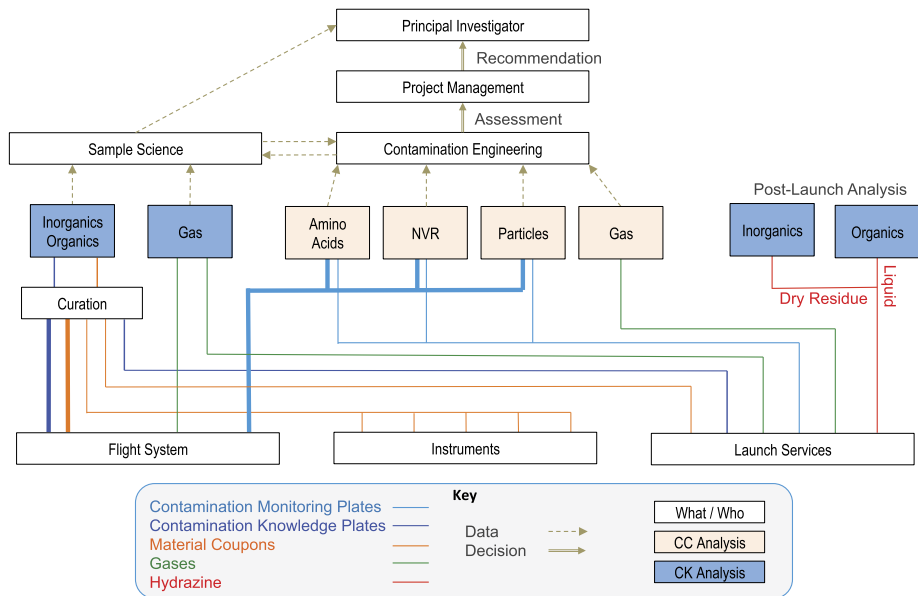 Principal Investigator
Recommendation
Project Management
Assessment
Sample Science
Contamination Engineering
Post-Launch Analysis
Inorganics
Organics
Gas
Amino
Acids
NVR
Particles
Gas
Inorganics
Organics
Liquid
Dry Residue
Curation
Flight System
Instruments
Launch Services
Key
Contamination Monitoring Plates
Contamination Knowledge Plates
Material Coupons
Gases
Hydrazine
Data
Decision
What / Who
CC Analysis
CK Analysis